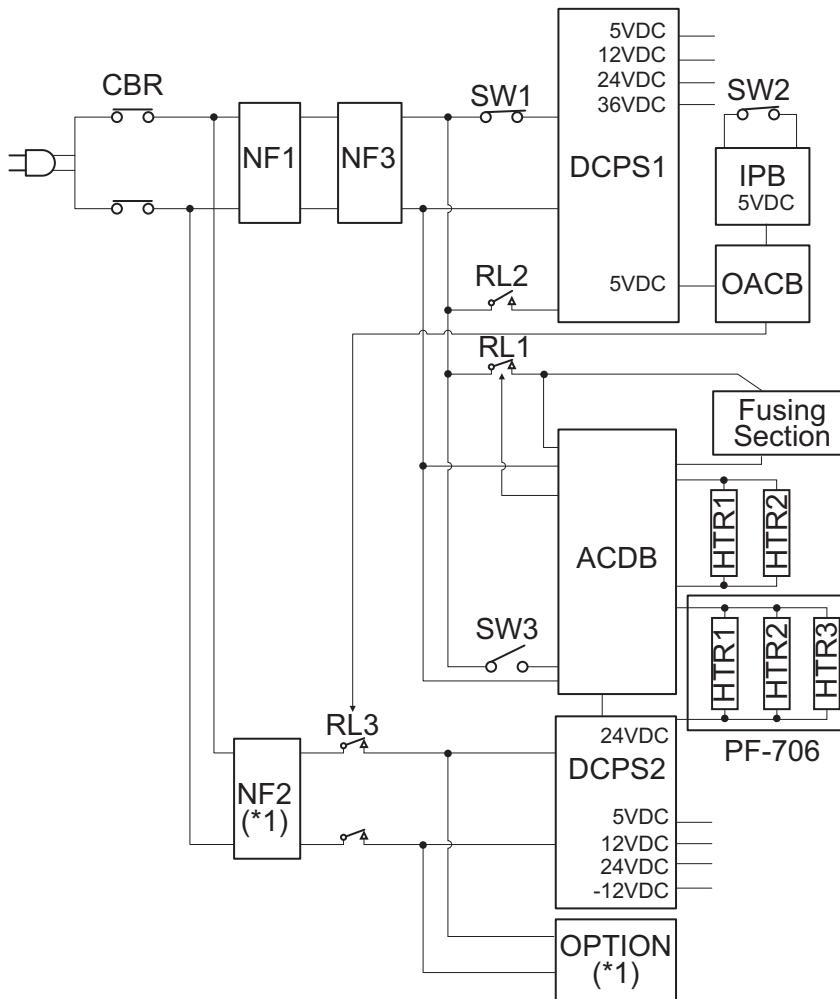 5VDC
12VDC
24VDC
36VDC
CBR
SW1
SW2
NF1
NF3
DCPS1
IPB
5VDC
RL2
5VDC
OACB
RL1
Fusing
Section
ACDB
HTR1
HTR2
SW3
HTR1
HTR2
HTR3
PF-706
RL3
24VDC
DCPS2
NF2
(*1)
5VDC
12VDC
24VDC
-12VDC
OPTION
(*1)